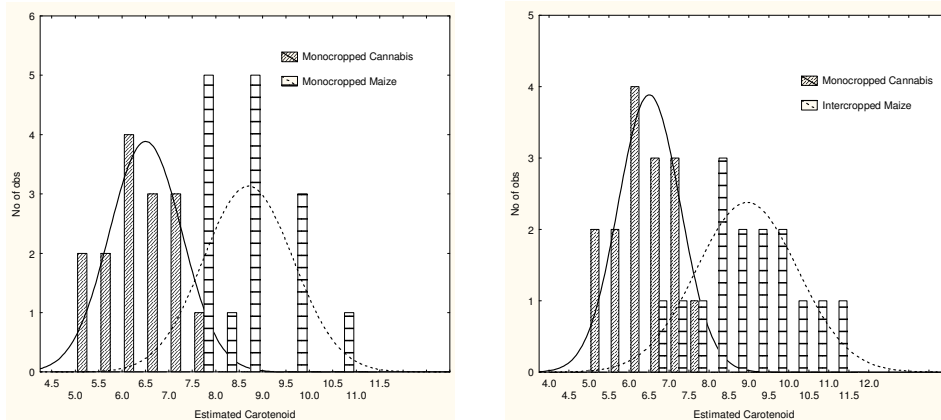 6
5
4
3
2
1
0
No of obs
Monocropped Cannabis
Monocropped Maize
4.5 5.5 6.5 7.5 8.5 9.5 10.5 11.5
5.0 6.0 7.0 8.0 9.0 10.0 11.0
Estimated Carotenoid
5
4
3
2
1
0
No of obs
Monocropped Cannabis
Intercropped Maize
4.0 5.0 6.0 7.0 8.0 9.0 10.0 12.0
5.0 5.5 6.5 7.5 8.5 9.5 10.5 11.5
Estimated Carotenoid